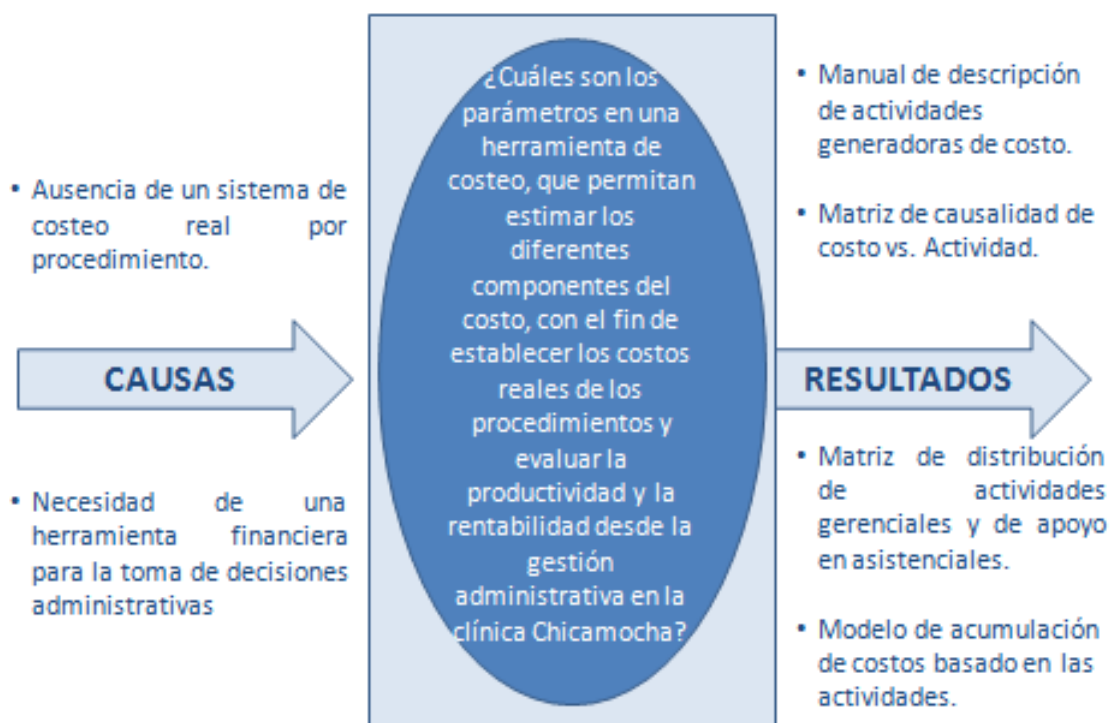 • Ausencia de un sistema de
costeo real por
procedimiento.
CAUSAS
• Necesidad de una
herramienta financiera
para la toma de decisiones
administrativas
¿Cuáles son los
parámetros en una
herramienta de
costeo, que permitan
estimar los
diferentes
componentes del
costo, con el fin de
establecer los costos
reales de los
procedimientos y
evaluar la
productividad y la
rentabilidad desde la
gestión
administrativa en la
clínica Chicamocha?
• Manual de descripción
de actividades
generadoras de costo.
• Matriz de causalidad de
costo vs. Actividad.
RESULTADOS
• Matriz de distribución
de actividades
gerenciales y de apoyo
en asistenciales.
• Modelo de acumulación
de costos basado en las
actividades.